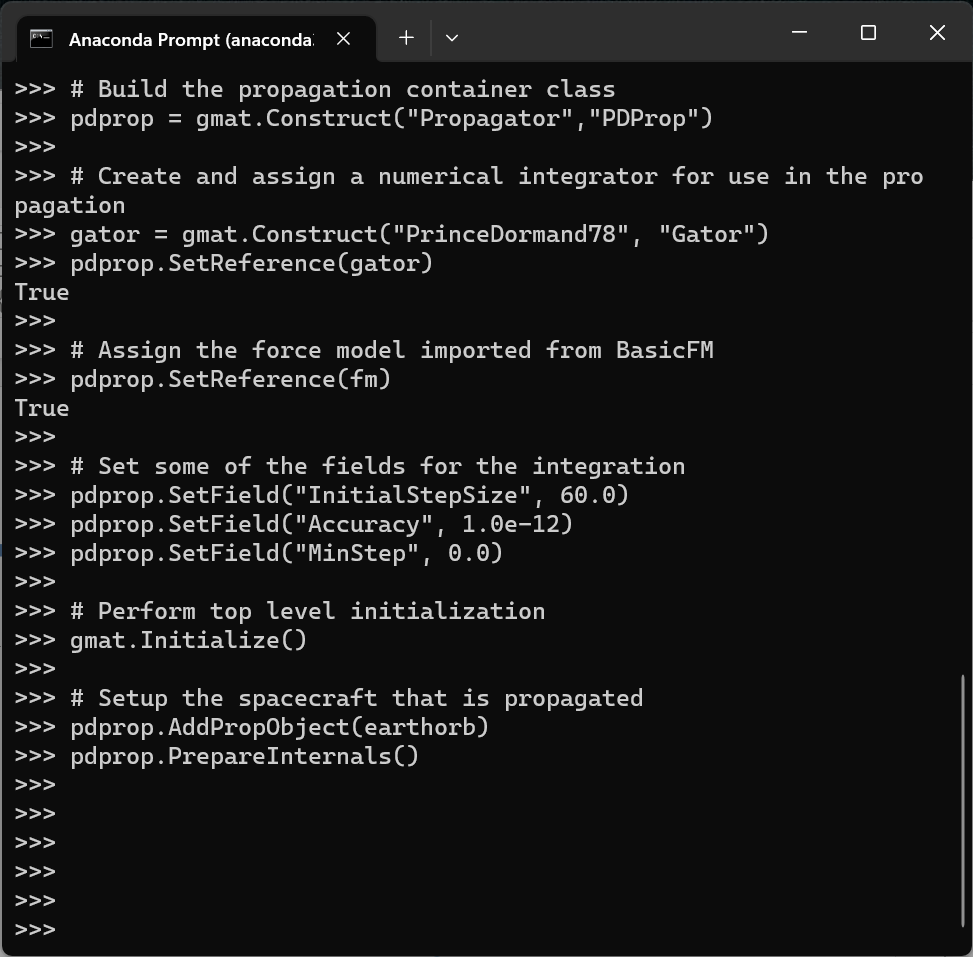 Anaconda Prompt (anaconda
>>> # Build the propagation container class
>>> pdprop = gmat.Construct("Propagator","PDProp")
>>>
>>> # Create and assign a numerical integrator for use in the pro
pagation
>>> gator = gmat.Construct("PrinceDormand78", "Gator")
>>> pdprop.SetReference(gator)
True
>>>
>>> # Assign the force model imported from BasicFM
>>> pdprop.SetReference(fm)
True
>>>
>>> # Set some of the fields for the integration
>>> pdprop.SetField("InitialStepSize", 60.0)
>>> pdprop.SetField("Accuracy", 1.0e-12)
>>> pdprop.SetField("MinStep", 0.0)
>>>
>>> # Perform top level initialization
>>> gmat.Initialize()
>>>
>>> # Setup the spacecraft that is propagated
>>> pdprop.AddPropObject(earthorb)
>>> pdprop.PrepareInternals()
>>>
>>>
>>>
>>>
>>>
>>>